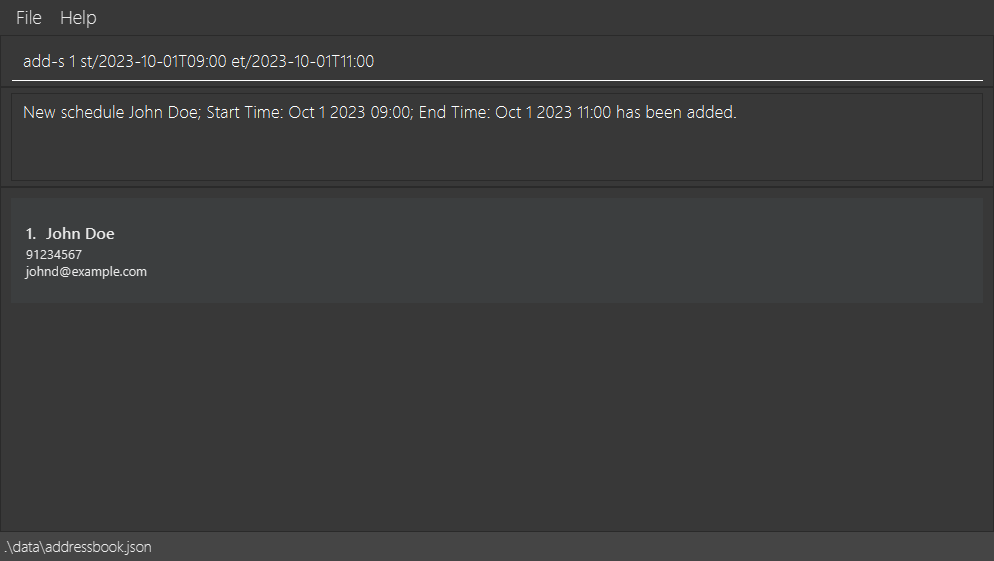 File Help
add-s 1 st/2023-10-01T09:00 et/2023-10-01T11:00
New schedule John Doe; Start Time: Oct 1 2023 09:00; End Time: Oct 1 2023 11:00 has been added.
1. John Doe
91234567
johnd@example.com
.\data\addressbook.json